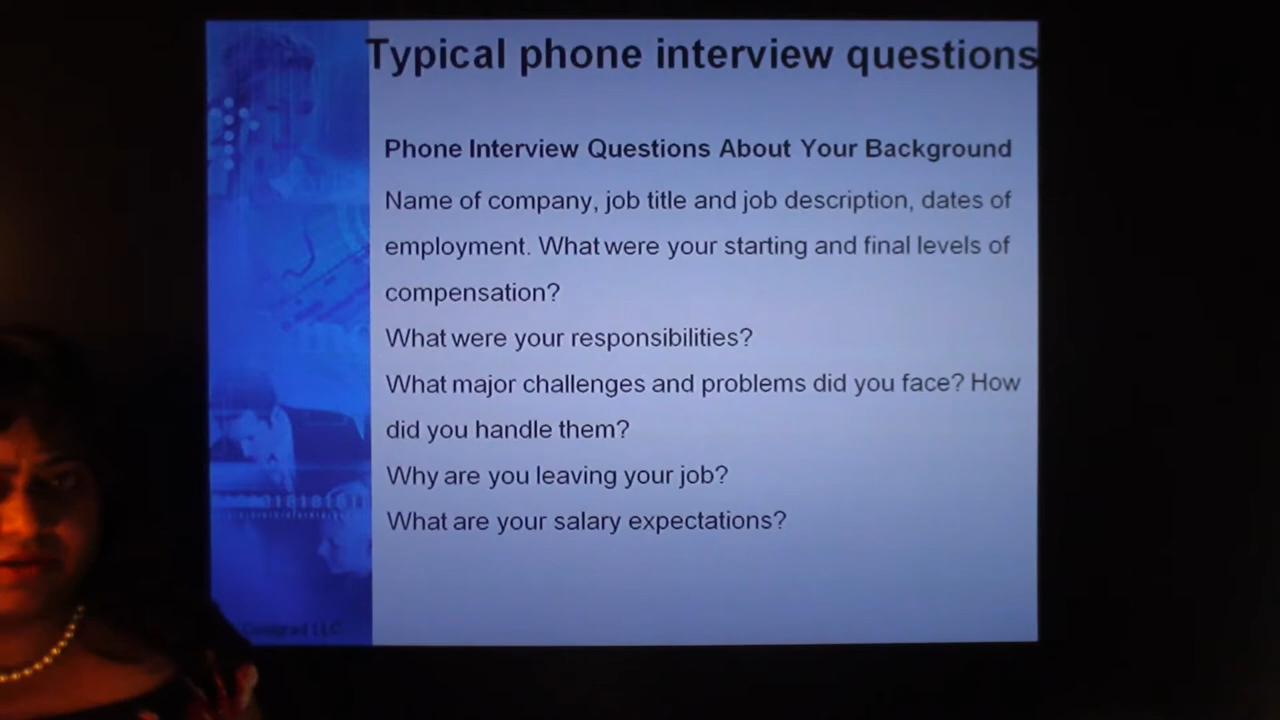 Typical phone interview questions
Phone Interview Questions About Your Background
Name of company, job title and job description, dates of
employment. What were your starting and final levels of
compensation?
What were your responsibilities?
What major challenges and problems did you face? How
did you handle them?
Why are you leaving your job?
What are your salary expectations?